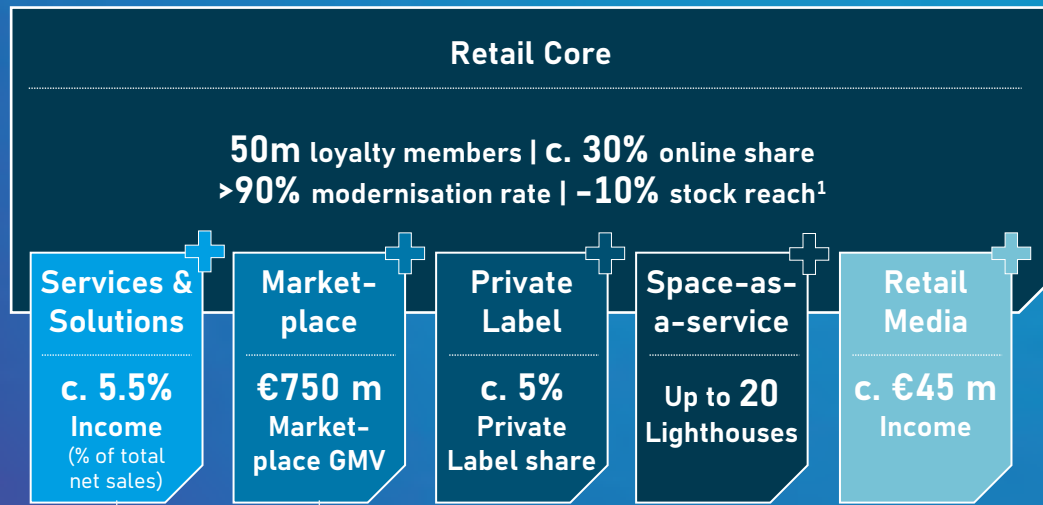 Retail Core
50m loyalty members | c. 30% online share
>90% modernisation rate | -10% stock reach¹
Services &
Solutions
c. 5.5%
Income
(% of total
net sales)
Market-
place
€750 m
Market-
place GMV
Private
Label
c. 5%
Private
Label share
Space-as-
a-service
Up to 20
Lighthouses
Retail
Media
c. €45 m
Income